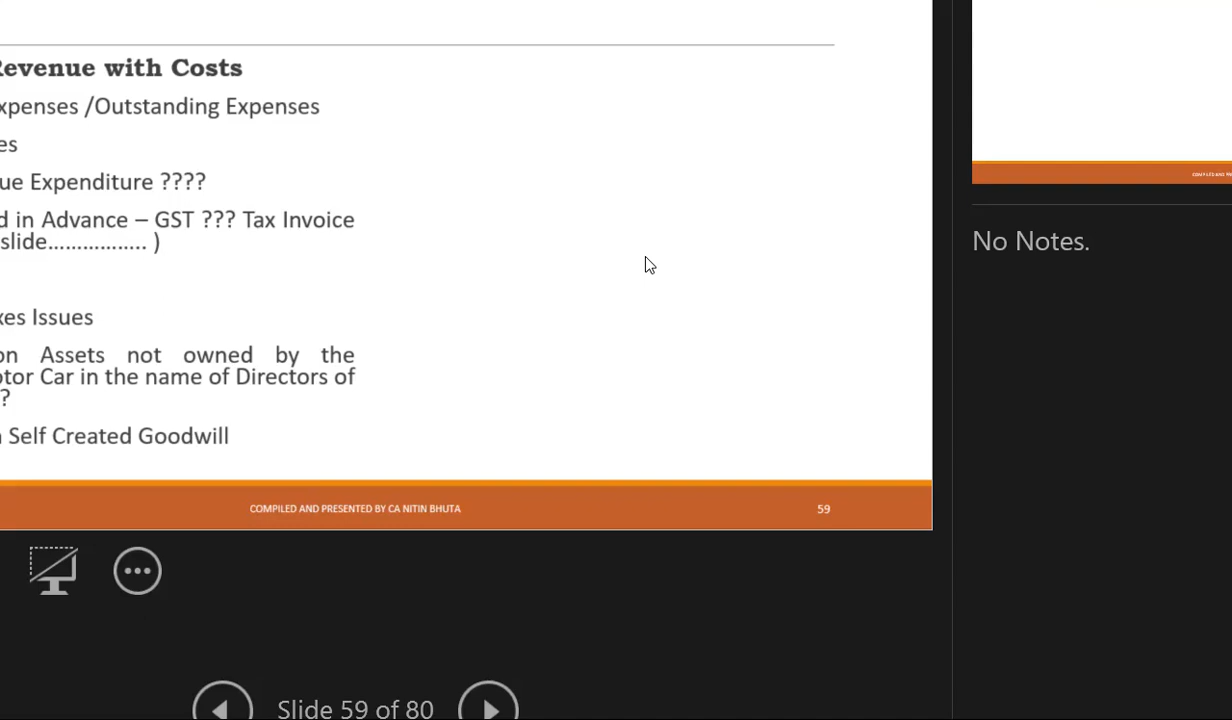 Revenue with Costs
xpenses /Outstanding Expenses
es
ue Expenditure ????
d in Advance – GST ??? Tax Invoice
slide................ )
xes Issues
on Assets not owned by the
otor Car in the name of Directors of
?
Self Created Goodwill
COMPILED AND PRESENTED BY CA NITIN BHUTA
59
No Notes.
Slide 59 of 80